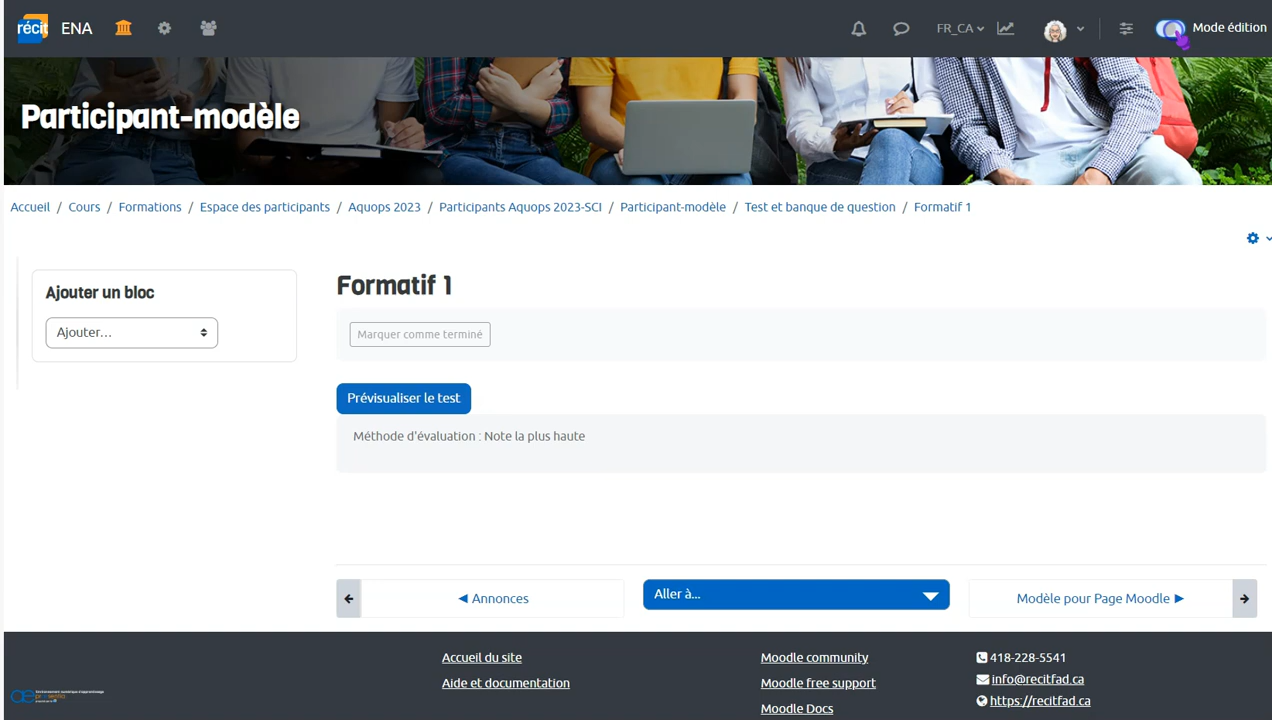 récit ENA FR_CA Mode édition
Participant-modèle
Accueil / Cours / Formations / Espace des participants / Aquops 2023 / Participants Aquops 2023-SCI / Participant-modèle / Test et banque de question / Formatif 1
Ajouter un bloc
Ajouter...
Formatif 1
Marquer comme terminé
Prévisualiser le test
Méthode d'évaluation : Note la plus haute
◄ Annonces
Aller à...
Modèle pour Page Moodle ►
Accueil du site
Aide et documentation
Moodle community
Moodle free support
Moodle Docs
418-228-5541
info@recitfad.ca
https://recitfad.ca